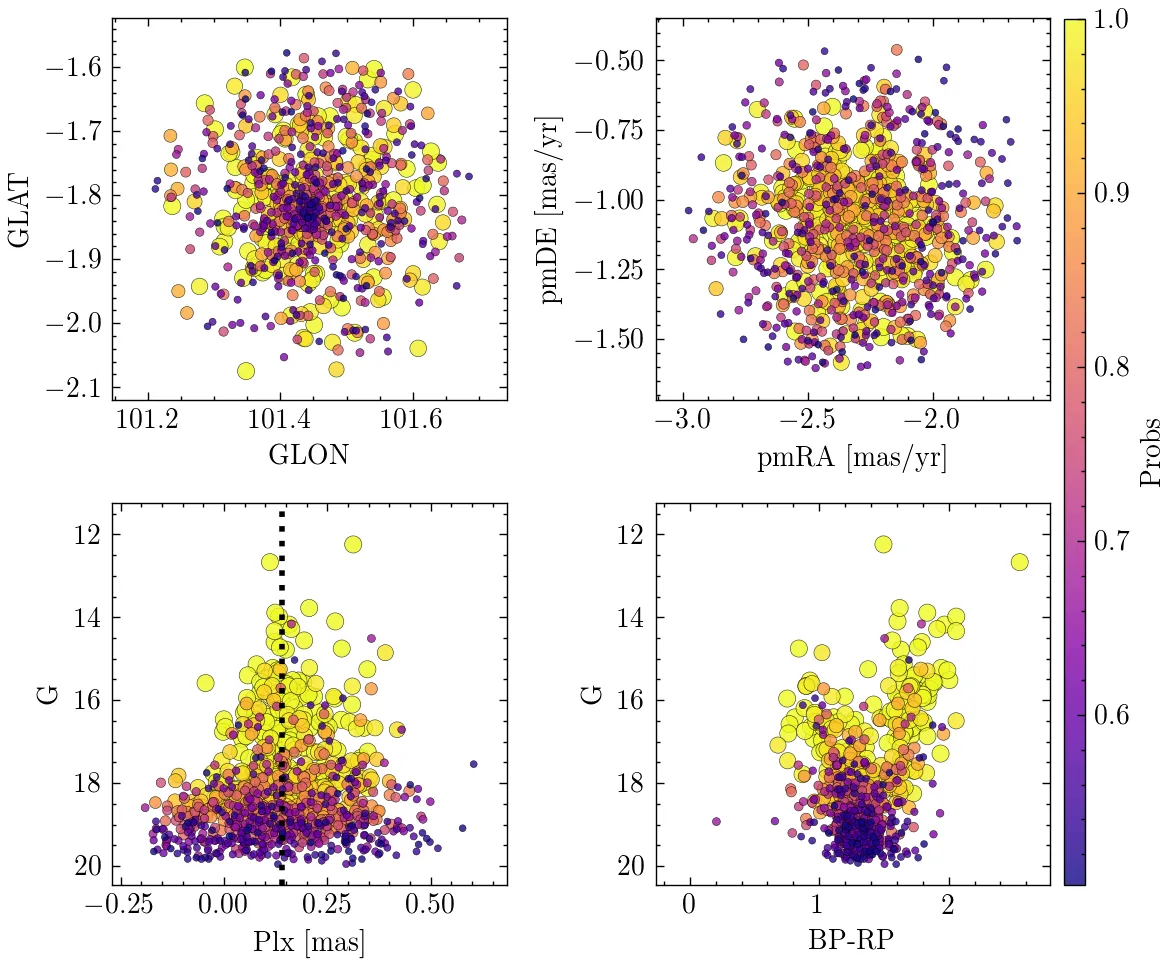 −1.6
−1.7
−1.8
−1.9
−2.0
−2.1
GLAT
101.2 101.4 101.6
GLON
−0.50
−0.75
−1.00
−1.25
−1.50
pmDE [mas/yr]
−3.0 −2.5 −2.0
pmRA [mas/yr]
12
14
16
18
20
G
−0.25 0.00 0.25 0.50
Plx [mas]
12
14
16
18
20
G
0 1 2
BP-RP
1.0
0.9
0.8
0.7
0.6
Probs